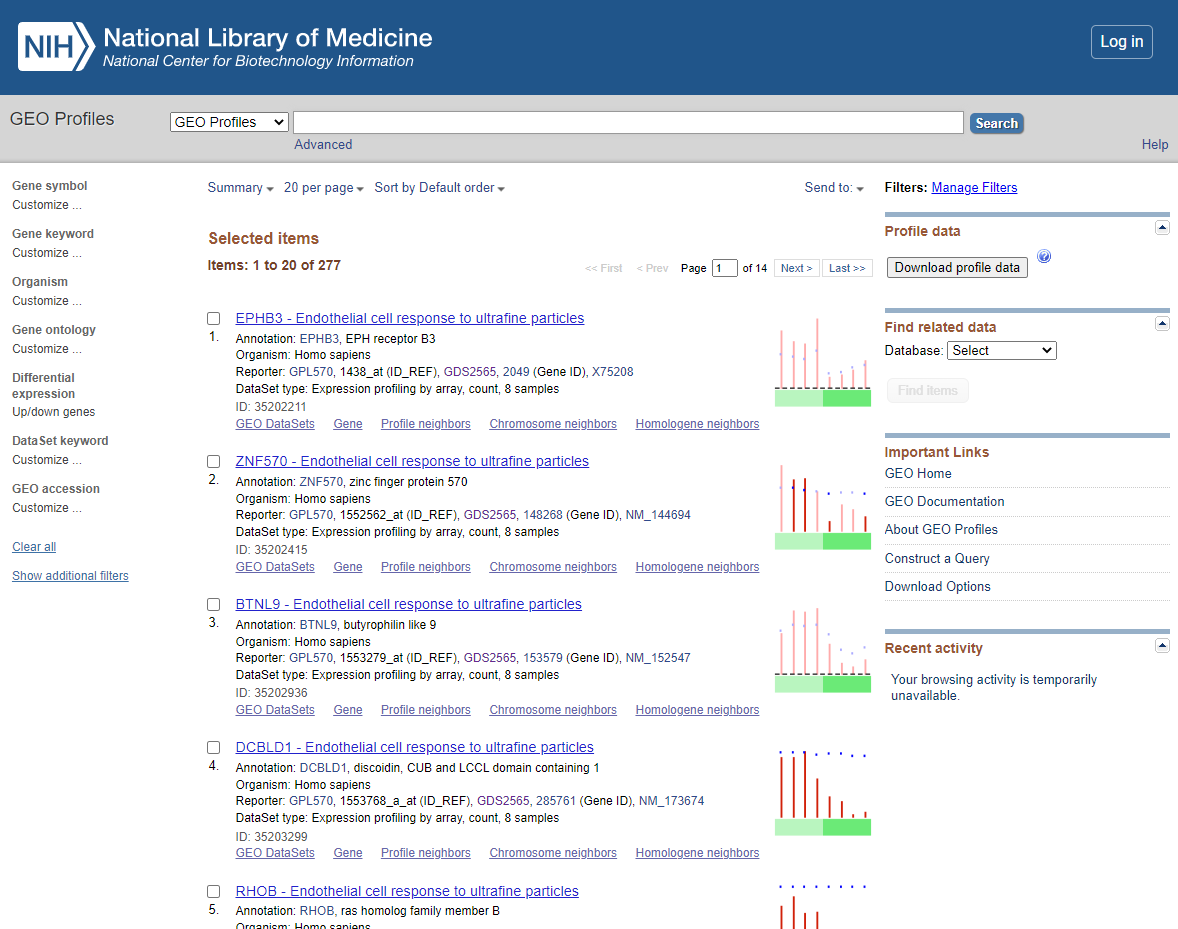 NIH National Library of Medicine
National Center for Biotechnology Information
Log in
GEO Profiles
GEO Profiles
Search
Advanced
Help
Gene symbol
Customize ...
Gene keyword
Customize ...
Organism
Customize ...
Gene ontology
Customize ...
Differential
expression
Up/down genes
DataSet keyword
Customize ...
GEO accession
Customize ...
Clear all
Show additional filters
Summary 20 per page Sort by Default order Send to:
Selected items
Items: 1 to 20 of 277
<< First < Prev Page 1 of 14 Next > Last >>
EPHB3 - Endothelial cell response to ultrafine particles
1.
Annotation: EPHB3, EPH receptor B3
Organism: Homo sapiens
Reporter: GPL570, 1438_at (ID_REF), GDS2565, 2049 (Gene ID), X75208
DataSet type: Expression profiling by array, count, 8 samples
ID: 35202211
GEO DataSets Gene Profile neighbors Chromosome neighbors Homologene neighbors
ZNF570 - Endothelial cell response to ultrafine particles
2.
Annotation: ZNF570, zinc finger protein 570
Organism: Homo sapiens
Reporter: GPL570, 1552562_at (ID_REF), GDS2565, 148268 (Gene ID), NM_144694
DataSet type: Expression profiling by array, count, 8 samples
ID: 35202415
GEO DataSets Gene Profile neighbors Chromosome neighbors Homologene neighbors
BTNL9 - Endothelial cell response to ultrafine particles
3.
Annotation: BTNL9, butyrophilin like 9
Organism: Homo sapiens
Reporter: GPL570, 1553279_at (ID_REF), GDS2565, 153579 (Gene ID), NM_152547
DataSet type: Expression profiling by array, count, 8 samples
ID: 35202936
GEO DataSets Gene Profile neighbors Chromosome neighbors Homologene neighbors
DCBLD1 - Endothelial cell response to ultrafine particles
4.
Annotation: DCBLD1, discoidin, CUB and LCCL domain containing 1
Organism: Homo sapiens
Reporter: GPL570, 1553768_a_at (ID_REF), GDS2565, 285761 (Gene ID), NM_173674
DataSet type: Expression profiling by array, count, 8 samples
ID: 35203299
GEO DataSets Gene Profile neighbors Chromosome neighbors Homologene neighbors
RHOB - Endothelial cell response to ultrafine particles
5.
Annotation: RHOB, ras homolog family member B
Organism: Homo sapiens
Filters: Manage Filters
Profile data
Download profile data ?
Find related data
Database: Select
Find items
Important Links
GEO Home
GEO Documentation
About GEO Profiles
Construct a Query
Download Options
Recent activity
Your browsing activity is temporarily
unavailable.